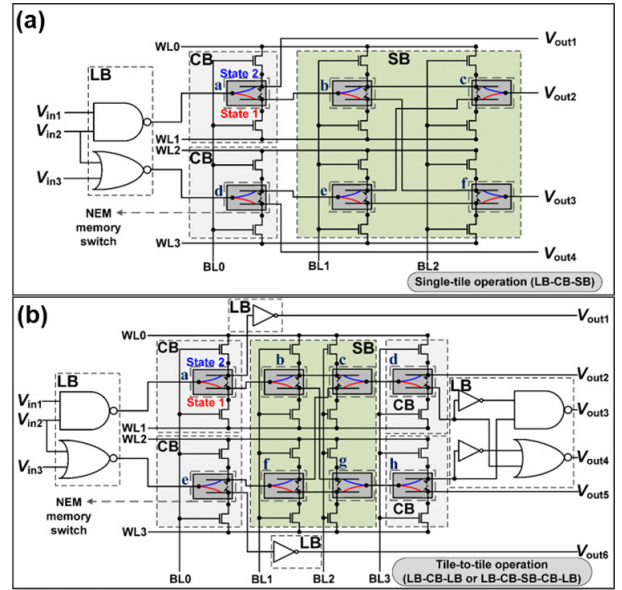 (a)
WL0
CB
SB
Vout1
LB
State 2
a
b
c
Vin1
State 1
Vout2
Vin2
WL1
WL2
CB
Vin3
d
e
f
Vout3
NEM
memory
switch
WL3
Vout4
BL0
BL1
BL2
Single-tile operation (LB-CB-SB)
(b)
LB
Vout1
WL0
CB
SB
LB
State 2
a
b
c
d
Vout2
LB
Vin1
State 1
CB
Vout3
Vin2
WL1
WL2
CB
Vout4
Vin3
e
f
g
h
Vout5
NEM
memory
switch
CB
WL3
LB
Vout6
BL0
BL1
BL2
BL3
Tile-to-tile operation
(LB-CB-LB or LB-CB-SB-CB-LB)